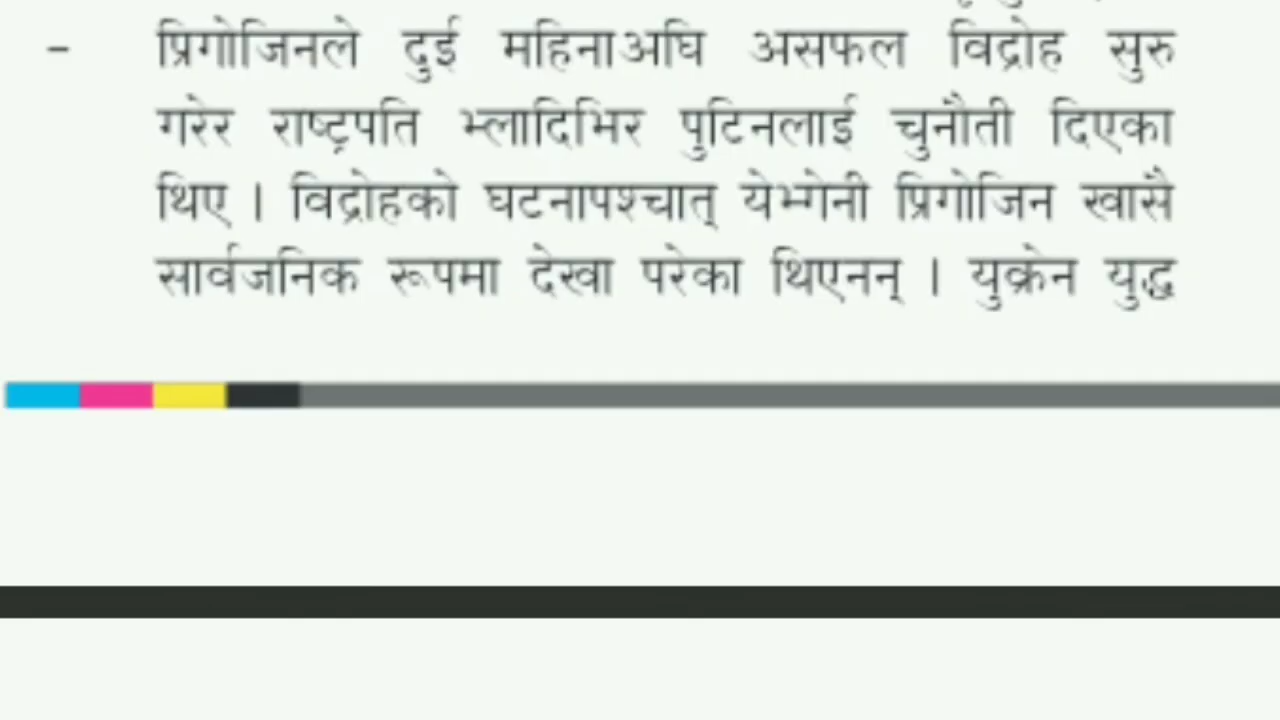 – प्रिगोजिनले दुई महिनाअघि असफल विद्रोह सुरु
गरेर राष्ट्रपति भ्लादिभिर पुटिनलाई चुनौती दिएका
थिए । विद्रोहको घटनापश्चात् येभ्गेनी प्रिगोजिन खासै
सार्वजनिक रूपमा देखा परेका थिएनन् । युक्रेन युद्ध